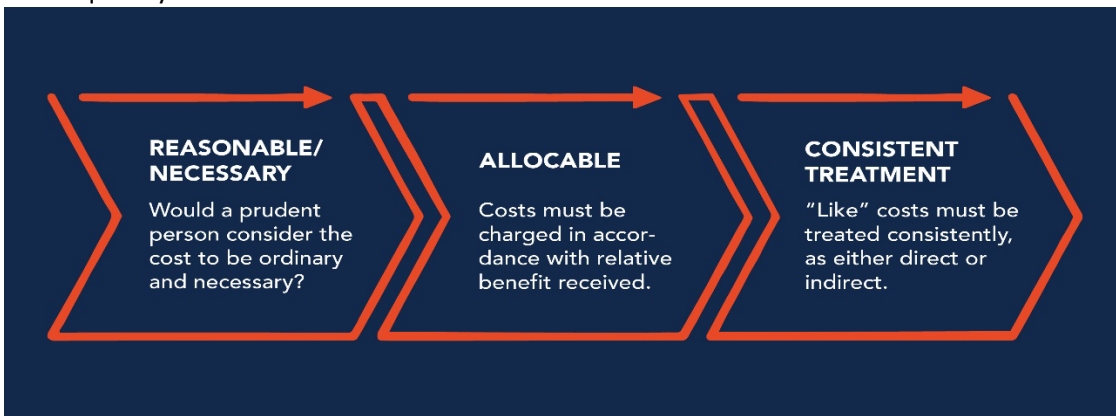 REASONABLE/
NECESSARY
Would a prudent
person consider the
cost to be ordinary
and necessary?
ALLOCABLE
Costs must be
charged in accor-
dance with relative
benefit received.
CONSISTENT
TREATMENT
“Like” costs must be
treated consistently,
as either direct or
indirect.